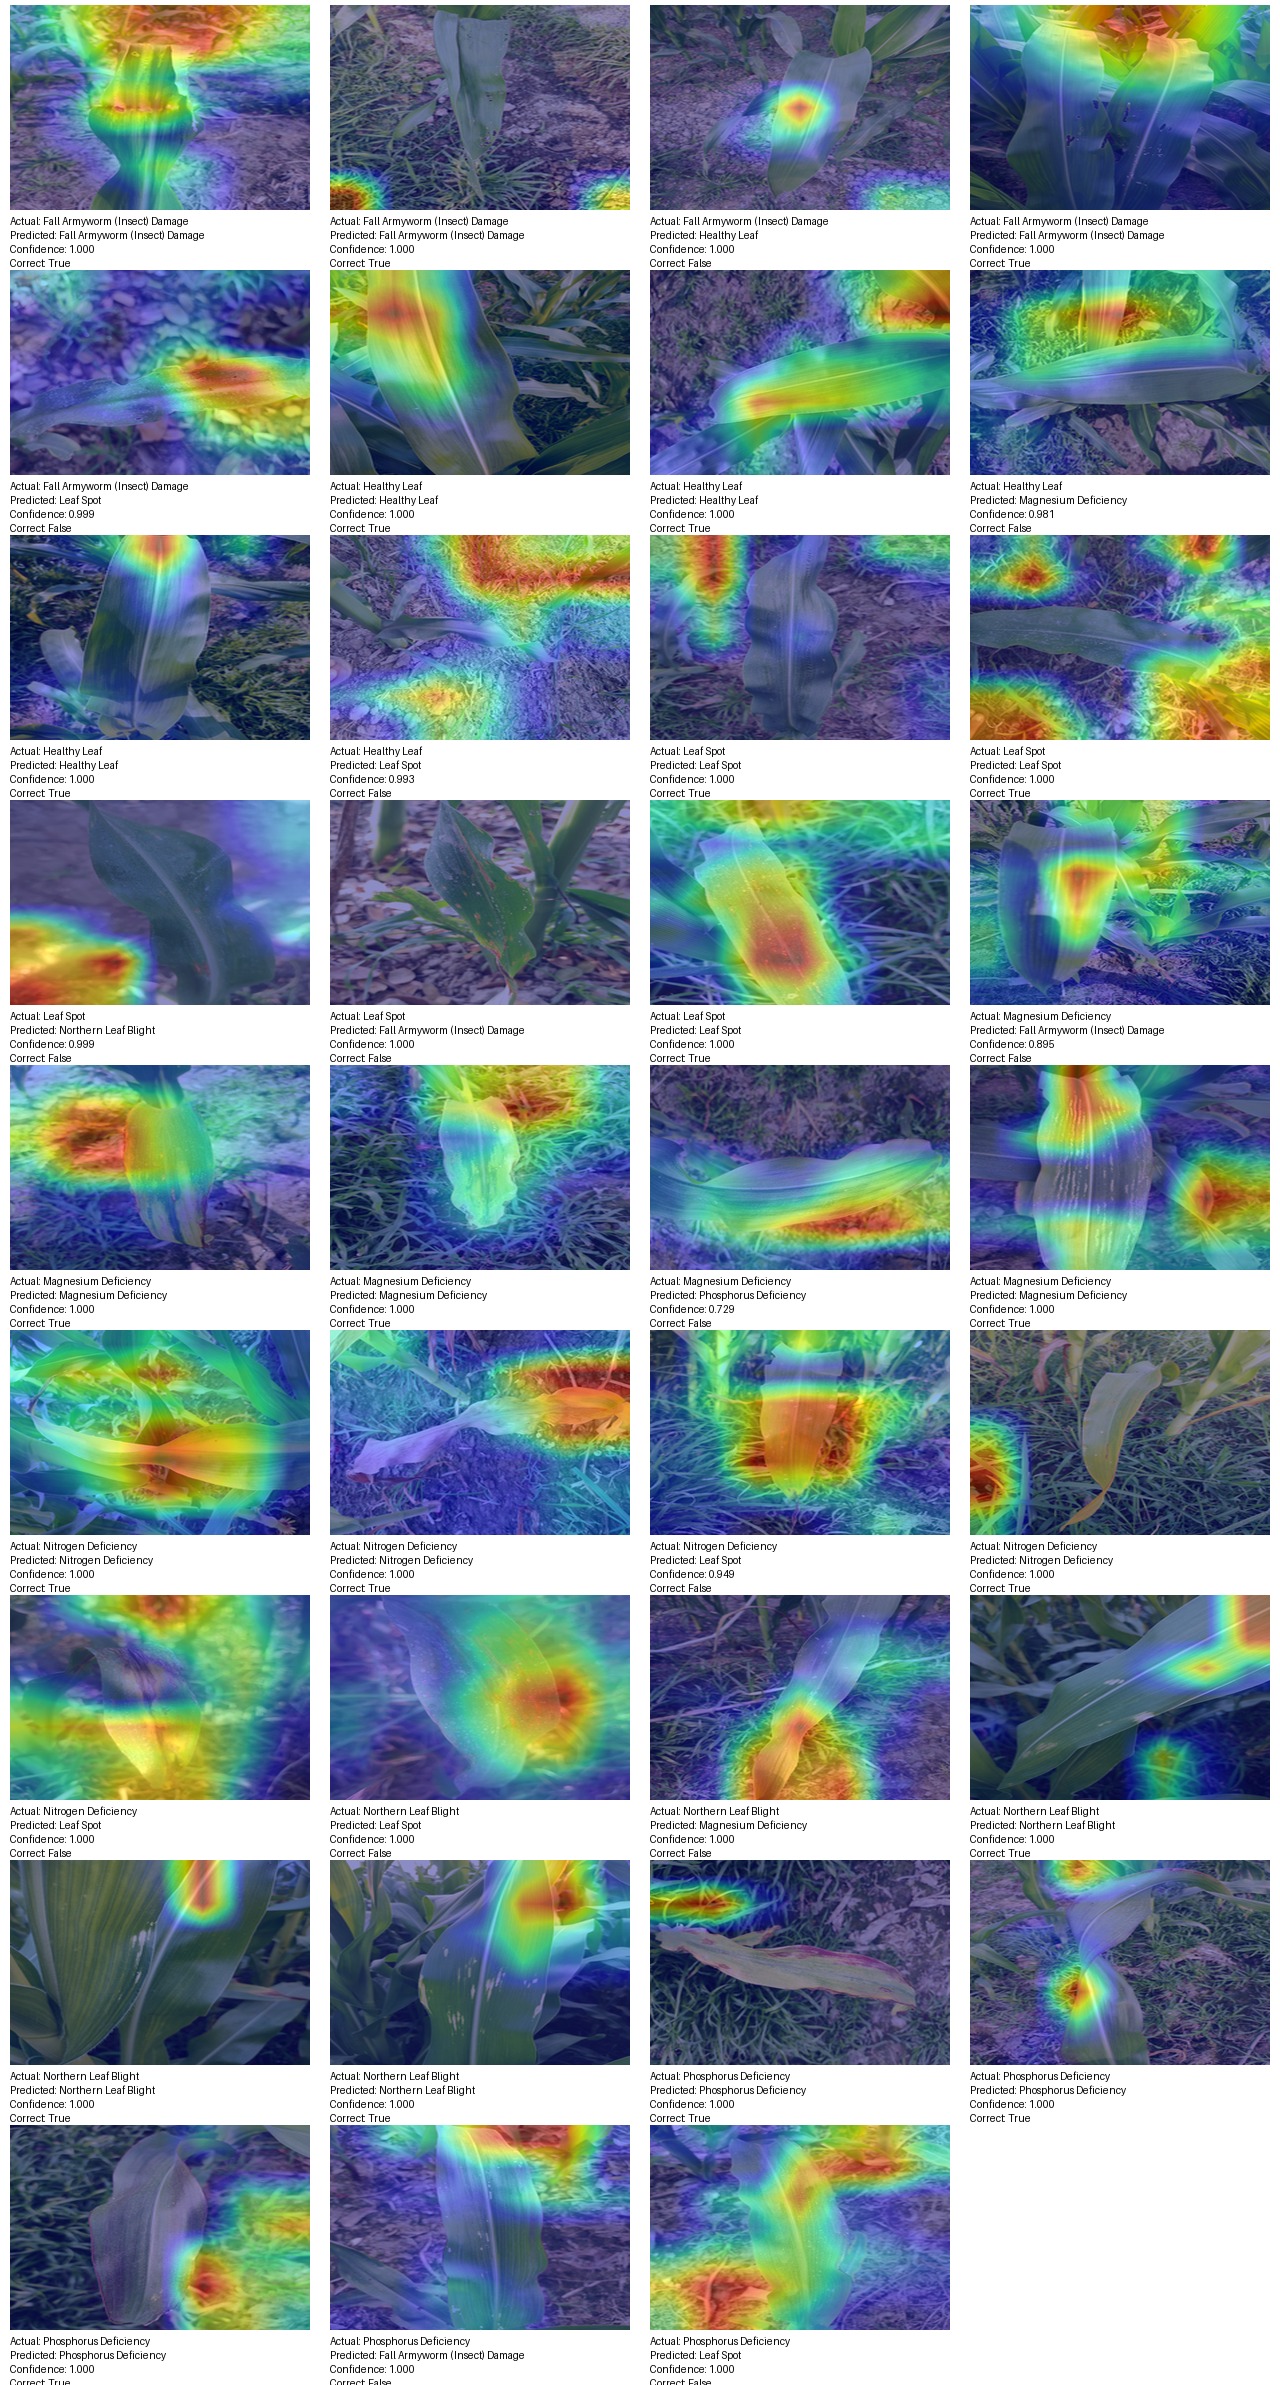 Actual: Fall Armyworm (Insect) Damage
Predicted: Fall Armyworm (Insect) Damage
Confidence: 1.000
Correct: True
Actual: Fall Armyworm (Insect) Damage
Predicted: Fall Armyworm (Insect) Damage
Confidence: 1.000
Correct: True
Actual: Fall Armyworm (Insect) Damage
Predicted: Healthy Leaf
Confidence: 1.000
Correct: False
Actual: Fall Armyworm (Insect) Damage
Predicted: Fall Armyworm (Insect) Damage
Confidence: 1.000
Correct: True
Actual: Fall Armyworm (Insect) Damage
Predicted: Leaf Spot
Confidence: 0.999
Correct: False
Actual: Healthy Leaf
Predicted: Healthy Leaf
Confidence: 1.000
Correct: True
Actual: Healthy Leaf
Predicted: Healthy Leaf
Confidence: 1.000
Correct: True
Actual: Healthy Leaf
Predicted: Magnesium Deficiency
Confidence: 0.981
Correct: False
Actual: Healthy Leaf
Predicted: Healthy Leaf
Confidence: 1.000
Correct: True
Actual: Healthy Leaf
Predicted: Leaf Spot
Confidence: 0.993
Correct: False
Actual: Leaf Spot
Predicted: Leaf Spot
Confidence: 1.000
Correct: True
Actual: Leaf Spot
Predicted: Leaf Spot
Confidence: 1.000
Correct: True
Actual: Leaf Spot
Predicted: Northern Leaf Blight
Confidence: 0.999
Correct: False
Actual: Leaf Spot
Predicted: Fall Armyworm (Insect) Damage
Confidence: 1.000
Correct: False
Actual: Leaf Spot
Predicted: Leaf Spot
Confidence: 1.000
Correct: True
Actual: Magnesium Deficiency
Predicted: Fall Armyworm (Insect) Damage
Confidence: 0.895
Correct: False
Actual: Magnesium Deficiency
Predicted: Magnesium Deficiency
Confidence: 1.000
Correct: True
Actual: Magnesium Deficiency
Predicted: Magnesium Deficiency
Confidence: 1.000
Correct: True
Actual: Magnesium Deficiency
Predicted: Phosphorus Deficiency
Confidence: 0.729
Correct: False
Actual: Magnesium Deficiency
Predicted: Magnesium Deficiency
Confidence: 1.000
Correct: True
Actual: Nitrogen Deficiency
Predicted: Nitrogen Deficiency
Confidence: 1.000
Correct: True
Actual: Nitrogen Deficiency
Predicted: Nitrogen Deficiency
Confidence: 1.000
Correct: True
Actual: Nitrogen Deficiency
Predicted: Leaf Spot
Confidence: 0.949
Correct: False
Actual: Nitrogen Deficiency
Predicted: Nitrogen Deficiency
Confidence: 1.000
Correct: True
Actual: Nitrogen Deficiency
Predicted: Leaf Spot
Confidence: 1.000
Correct: False
Actual: Northern Leaf Blight
Predicted: Leaf Spot
Confidence: 1.000
Correct: False
Actual: Northern Leaf Blight
Predicted: Magnesium Deficiency
Confidence: 1.000
Correct: False
Actual: Northern Leaf Blight
Predicted: Northern Leaf Blight
Confidence: 1.000
Correct: True
Actual: Northern Leaf Blight
Predicted: Northern Leaf Blight
Confidence: 1.000
Correct: True
Actual: Northern Leaf Blight
Predicted: Northern Leaf Blight
Confidence: 1.000
Correct: True
Actual: Phosphorus Deficiency
Predicted: Phosphorus Deficiency
Confidence: 1.000
Correct: True
Actual: Phosphorus Deficiency
Predicted: Phosphorus Deficiency
Confidence: 1.000
Correct: True
Actual: Phosphorus Deficiency
Predicted: Phosphorus Deficiency
Confidence: 1.000
Correct: True
Actual: Phosphorus Deficiency
Predicted: Fall Armyworm (Insect) Damage
Confidence: 1.000
Correct: False
Actual: Phosphorus Deficiency
Predicted: Leaf Spot
Confidence: 1.000
Correct: False